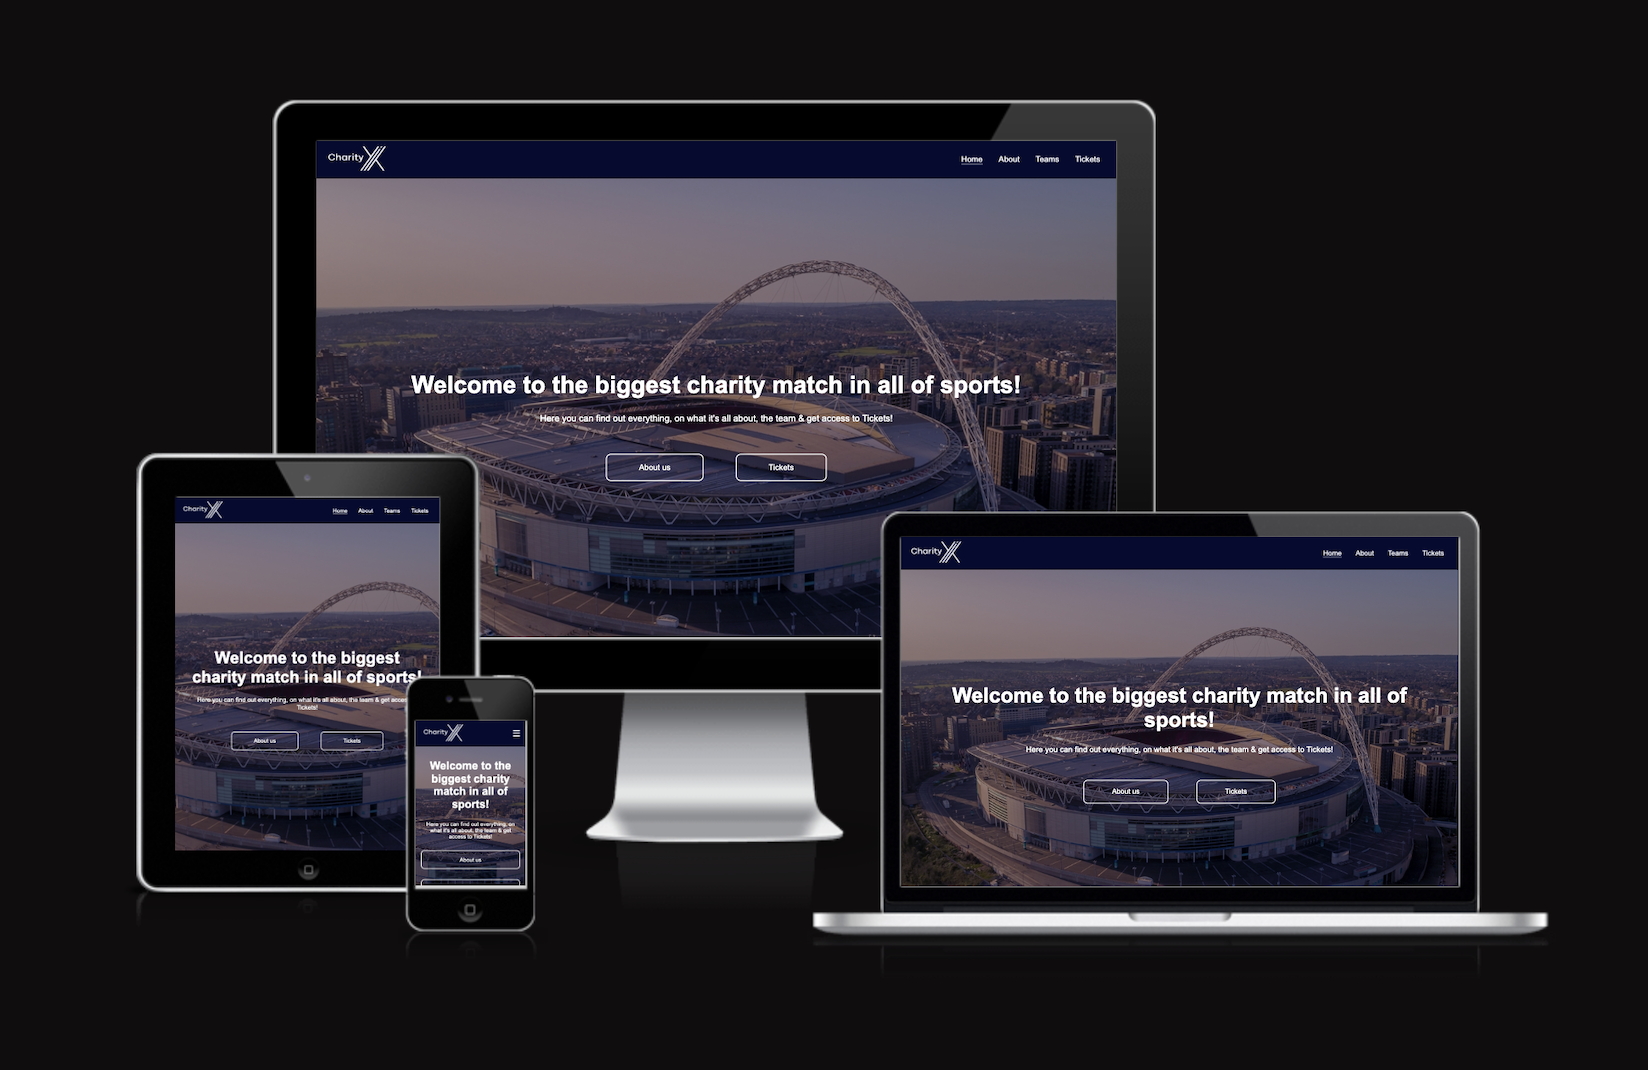 Charity X
Home About Teams Tickets
Welcome to the biggest charity match in all of sports!
Here you can find out everything, on what it's all about, the team & get access to Tickets!
About us Tickets
Charity X
Home About Teams Tickets
Welcome to the biggest
charity match in all of sports!
Here you can find out everything, on what it's all about, the team & get
Tickets!
About us Tickets
Charity X
Welcome to the
biggest charity
match in all of
sports!
Here you can find out everything, on
what it's all about, the team & get
access to Tickets!
About us
Charity X
Home About Teams Tickets
Welcome to the biggest charity match in all of
sports!
Here you can find out everything, on what it's all about, the team & get access to Tickets!
About us Tickets